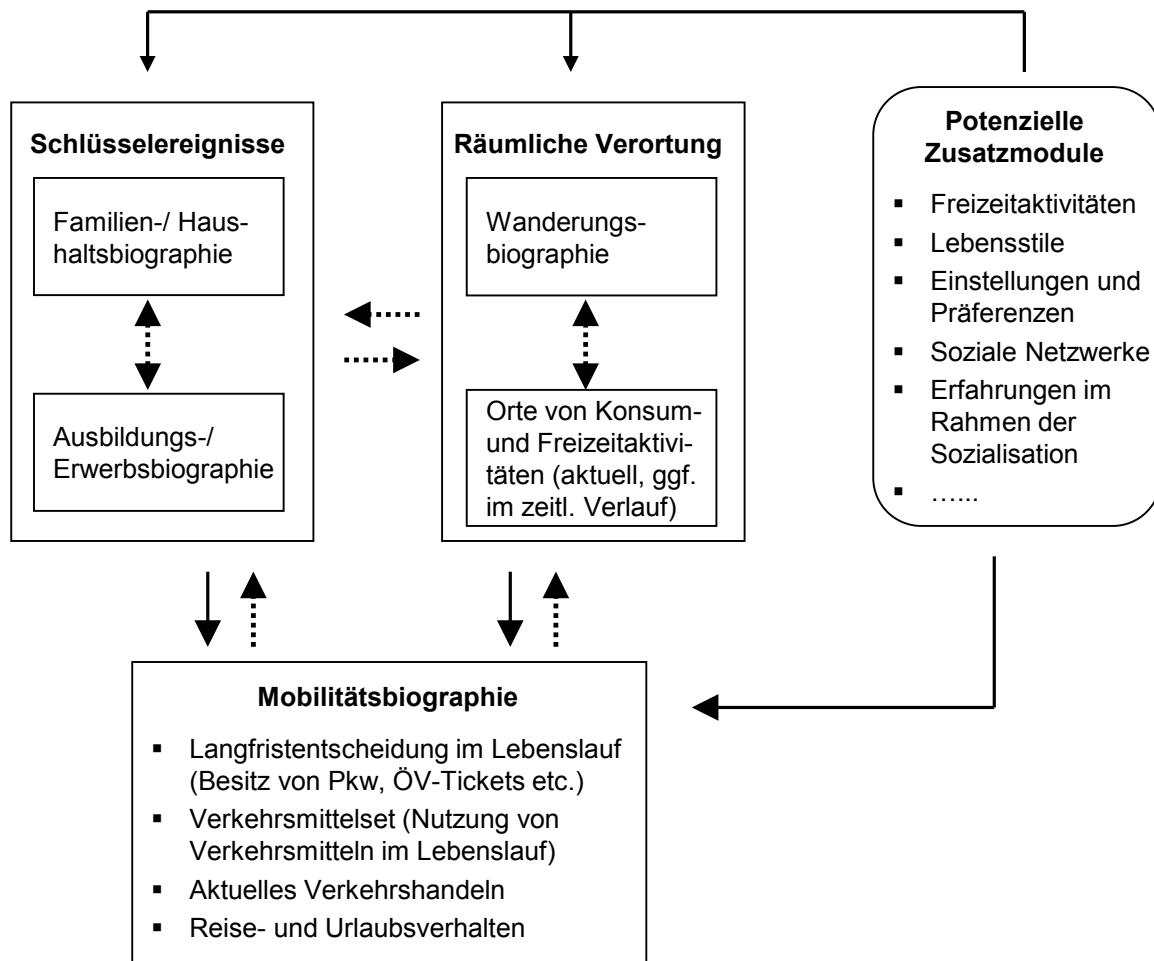 Schlüsselereignisse
Familien-/ Haus-
haltsbiographie
Ausbildungs-/
Erwerbsbiographie
Räumliche Verortung
Wanderungs-
biographie
Orte von Konsum-
und Freizeitaktivi-
täten (aktuell, ggf.
im zeitl. Verlauf)
Potenzielle
Zusatzmodule
▪ Freizeitaktivitäten
▪ Lebensstile
▪ Einstellungen und
Präferenzen
▪ Soziale Netzwerke
▪ Erfahrungen im
Rahmen der
Sozialisation
▪ …...
Mobilitätsbiographie
▪ Langfristentscheidung im Lebenslauf
(Besitz von Pkw, ÖV-Tickets etc.)
▪ Verkehrsmittelset (Nutzung von
Verkehrsmitteln im Lebenslauf)
▪ Aktuelles Verkehrshandeln
▪ Reise- und Urlaubsverhalten